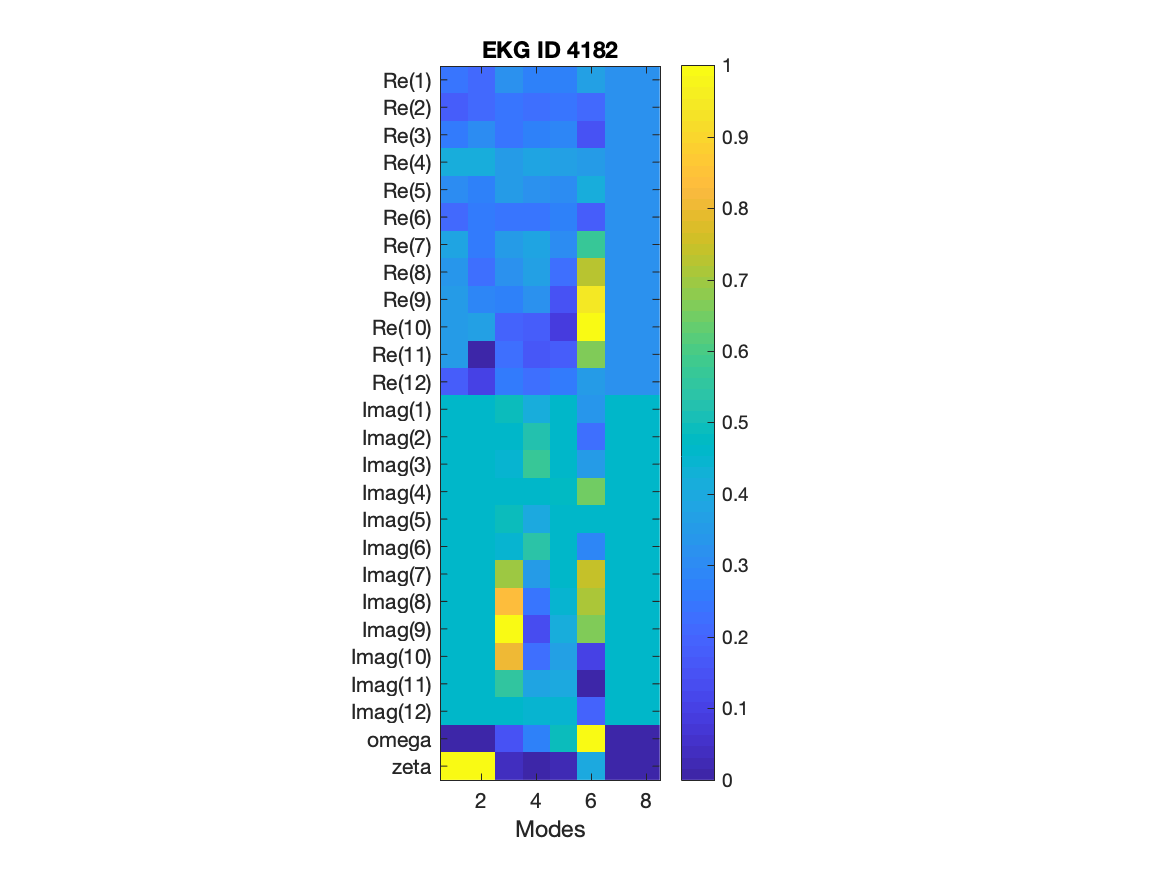 EKG ID 4182
Re(1)
Re(2)
Re(3)
Re(4)
Re(5)
Re(6)
Re(7)
Re(8)
Re(9)
Re(10)
Re(11)
Re(12)
Imag(1)
Imag(2)
Imag(3)
Imag(4)
Imag(5)
Imag(6)
Imag(7)
Imag(8)
Imag(9)
Imag(10)
Imag(11)
Imag(12)
omega
zeta
2 4 6 8
Modes
1
0.9
0.8
0.7
0.6
0.5
0.4
0.3
0.2
0.1
0